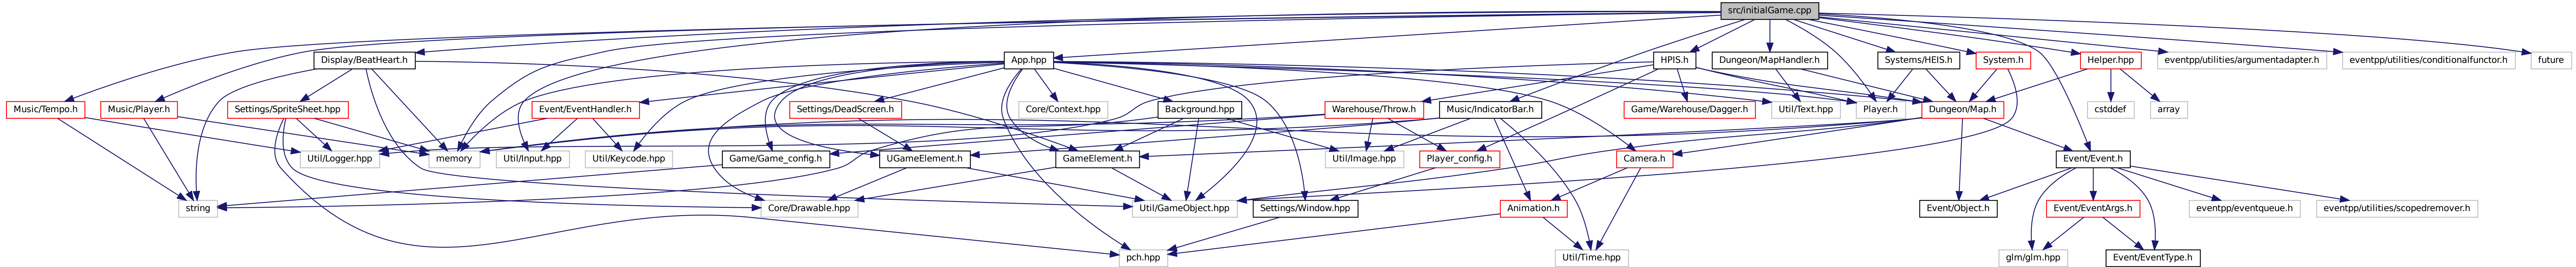 src/initialGame.cpp
Display/BeatHeart.h
App.hpp
HPIS.h
Dungeon/MapHandler.h
Systems/HEIS.h
System.h
Helper.hpp
eventpp/utilities/argumentadapter.h
eventpp/utilities/conditionalfunctor.h
future
Music/Tempo.h
Music/Player.h
Settings/SpriteSheet.hpp
Event/EventHandler.h
Settings/DeadScreen.h
Core/Context.hpp
Background.hpp
Warehouse/Throw.h
Music/IndicatorBar.h
Game/Warehouse/Dagger.h
Util/Text.hpp
Player.h
Dungeon/Map.h
cstddef
array
Util/Logger.hpp
memory
Util/Input.hpp
Util/Keycode.hpp
Game/Game_config.h
UGameElement.h
GameElement.h
Util/Image.hpp
Player_config.h
Camera.h
Event/Event.h
string
Core/Drawable.hpp
Util/GameObject.hpp
Settings/Window.hpp
Animation.h
Event/Object.h
Event/EventArgs.h
eventpp/eventqueue.h
eventpp/utilities/scopedremover.h
pch.hpp
Util/Time.hpp
glm/glm.hpp
Event/EventType.h